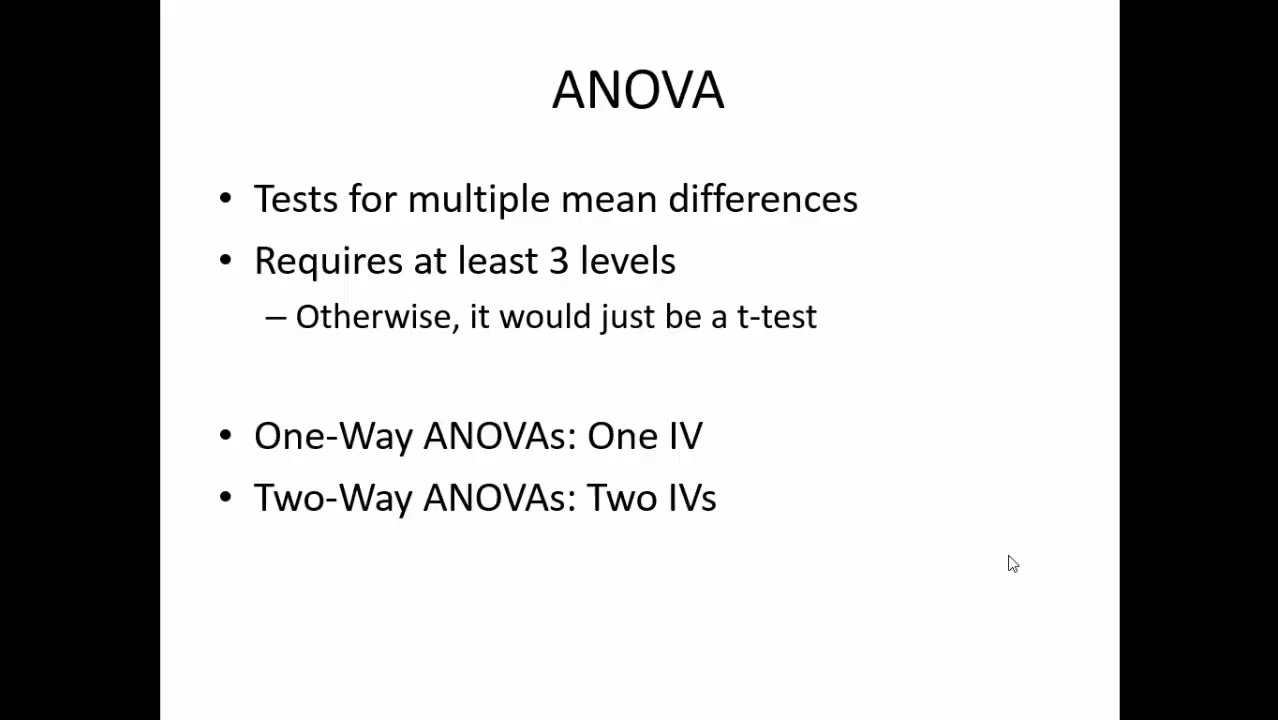 ANOVA
• Tests for multiple mean differences
• Requires at least 3 levels
– Otherwise, it would just be a t-test
• One-Way ANOVAs: One IV
• Two-Way ANOVAs: Two IVs